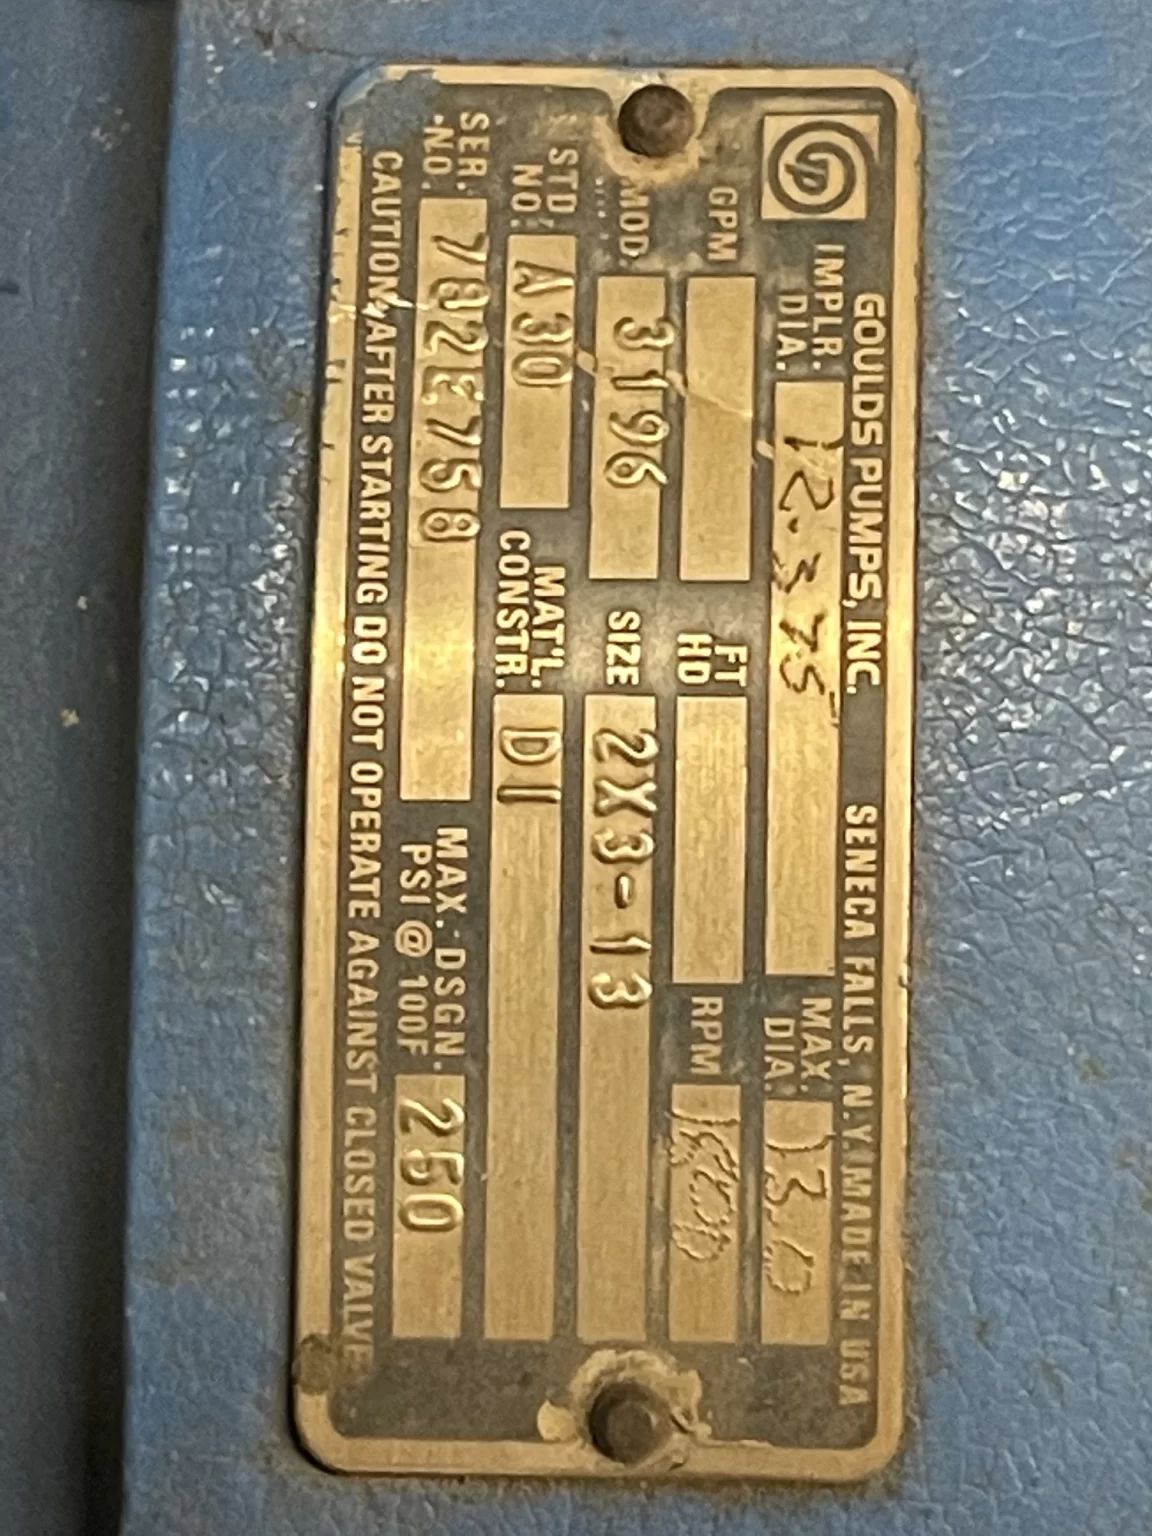 GOULDS PUMPS, INC. SENECA FALLS, N.Y. MADE IN USA
IMPLR. DIA. 12.375 MAX. DIA. 13.0
GPM FT HD RPM
MOD. 3196 SIZE 2X3-13
STD. NO. A30 MAT'L. CONSTR. DI
SER. NO. 782E758 MAX. DSGN. PSI @ 100F 250
CAUTION, AFTER STARTING DO NOT OPERATE AGAINST CLOSED VALVE